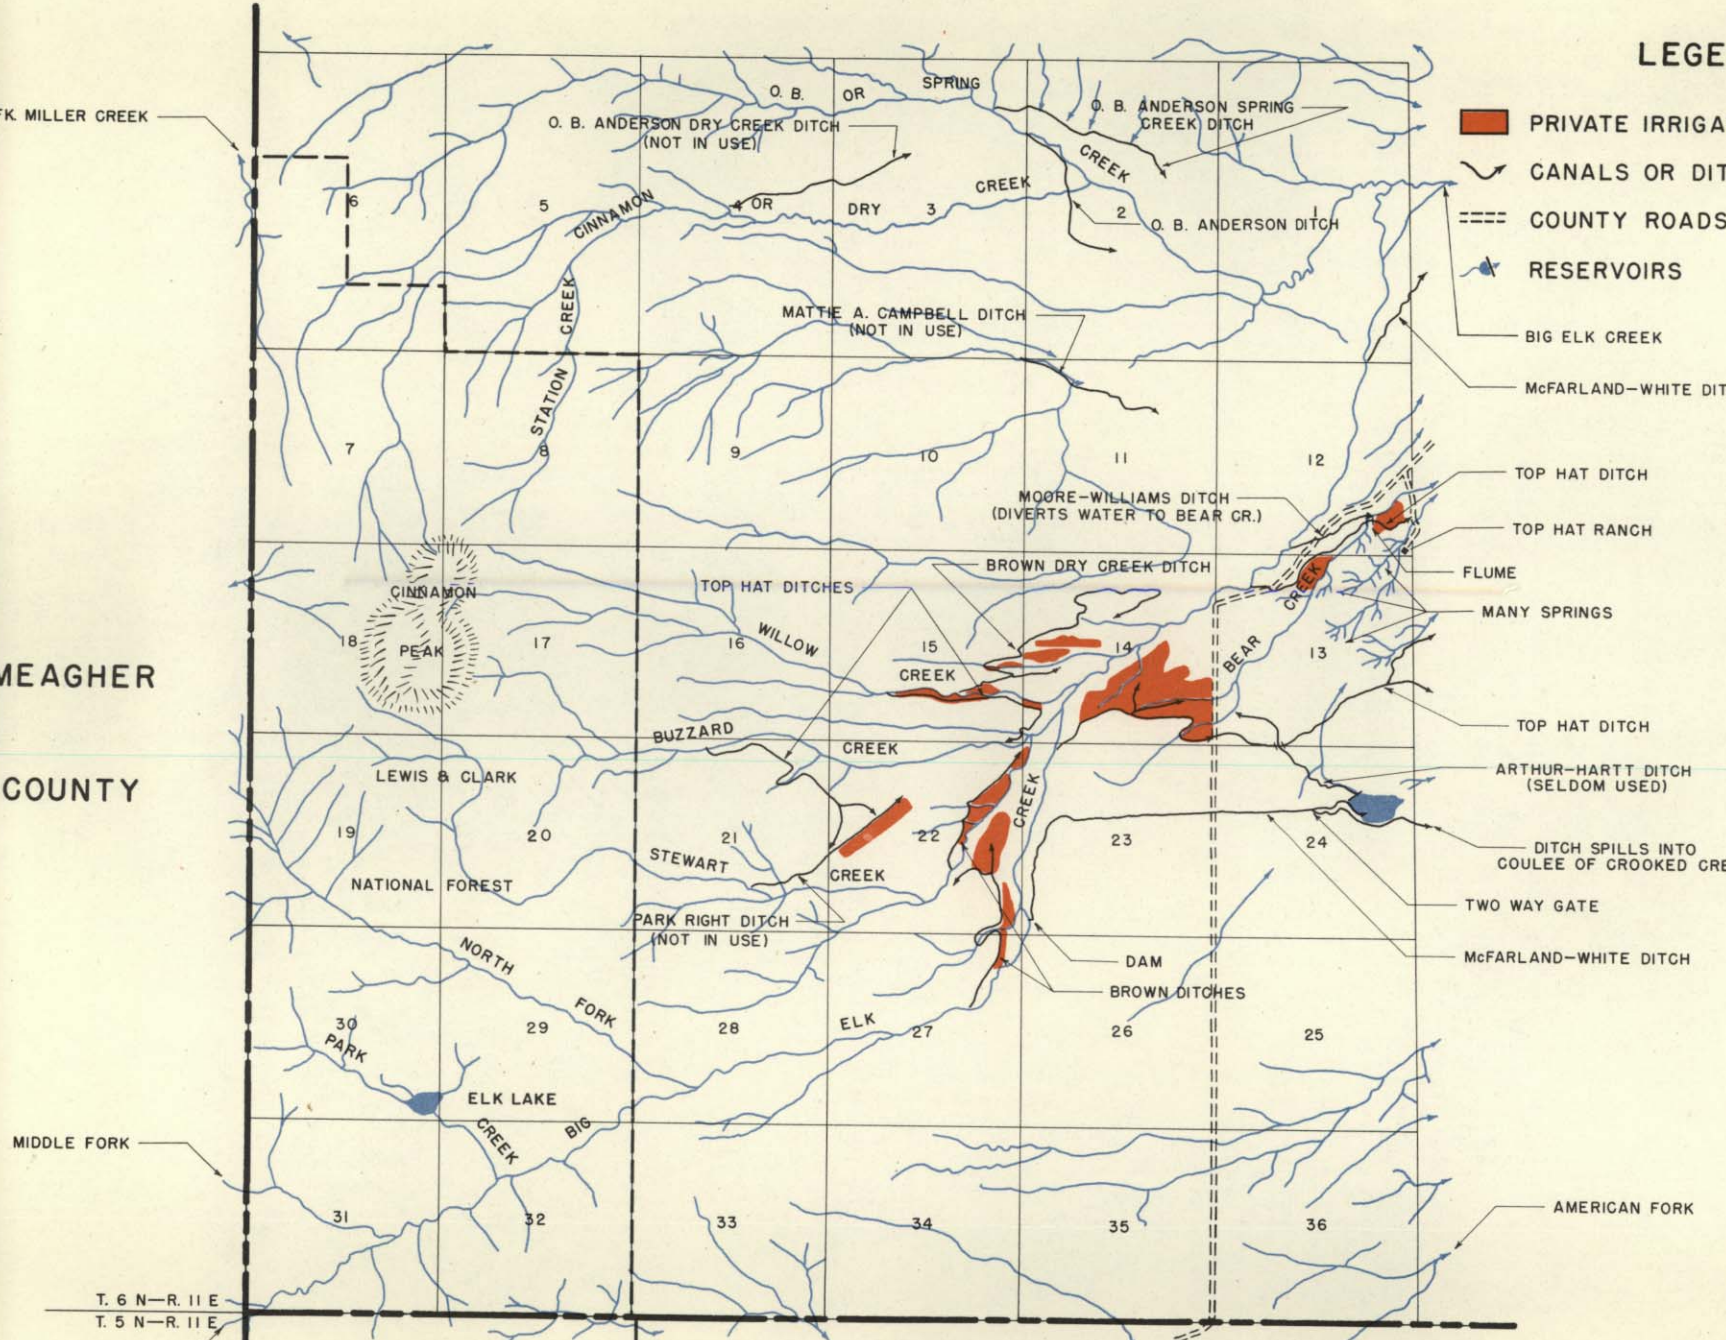 LEGE
FK. MILLER CREEK
O. B. OR SPRING CREEK
O. B. ANDERSON SPRING
CREEK DITCH
O. B. ANDERSON DRY CREEK DITCH
(NOT IN USE)
PRIVATE IRRIGA
CANALS OR DIT
COUNTY ROADS
RESERVOIRS
6
5
CINNAMON
4
OR
DRY
3
CREEK
2
1
O. B. ANDERSON DITCH
STATION CREEK
MATTIE A. CAMPBELL DITCH
(NOT IN USE)
BIG ELK CREEK
McFARLAND-WHITE DIT
7
8
9
10
11
12
TOP HAT DITCH
MOORE-WILLIAMS DITCH
(DIVERTS WATER TO BEAR CR.)
TOP HAT RANCH
BROWN DRY CREEK DITCH
FLUME
TOP HAT DITCHES
CINNAMON
PEAK
MANY SPRINGS
18
17
16
WILLOW
15
CREEK
14
BEAR
CREEK
13
MEAGHER
COUNTY
TOP HAT DITCH
BUZZARD
CREEK
LEWIS & CLARK
ARTHUR-HARTT DITCH
(SELDOM USED)
19
20
21
22
CREEK
23
24
DITCH SPILLS INTO
COULEE OF CROOKED CRE
STEWART
CREEK
NATIONAL FOREST
TWO WAY GATE
PARK RIGHT DITCH
(NOT IN USE)
NORTH
DAM
McFARLAND-WHITE DITCH
BROWN DITCHES
FORK
30
PARK
29
28
ELK
27
26
25
ELK LAKE
CREEK
BIG
MIDDLE FORK
31
32
33
34
35
36
AMERICAN FORK
T. 6 N-R. 11 E
T. 5 N-R. 11 E